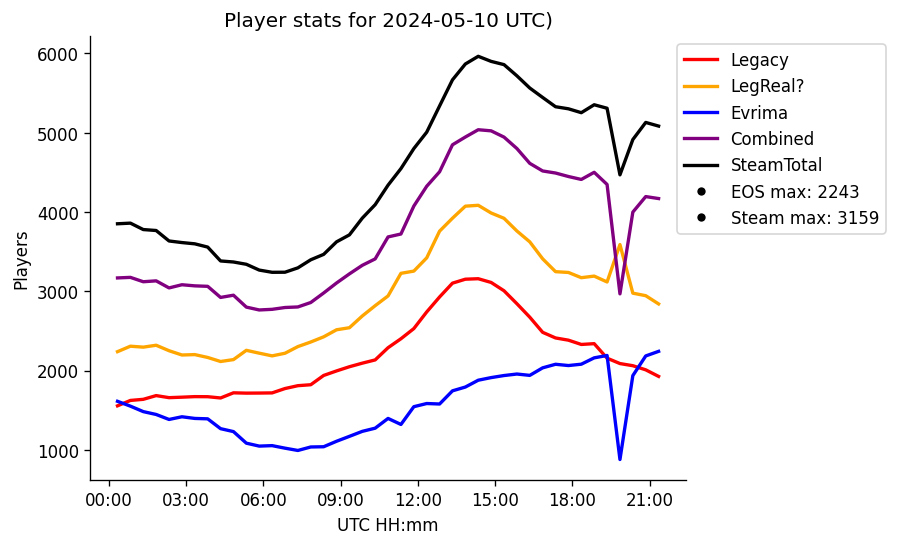 Player stats for 2024-05-10 UTC)
Players
6000
5000
4000
3000
2000
1000
00:00 03:00 06:00 09:00 12:00 15:00 18:00 21:00
UTC HH:mm
Legacy
LegReal?
Evrima
Combined
SteamTotal
EOS max: 2243
Steam max: 3159